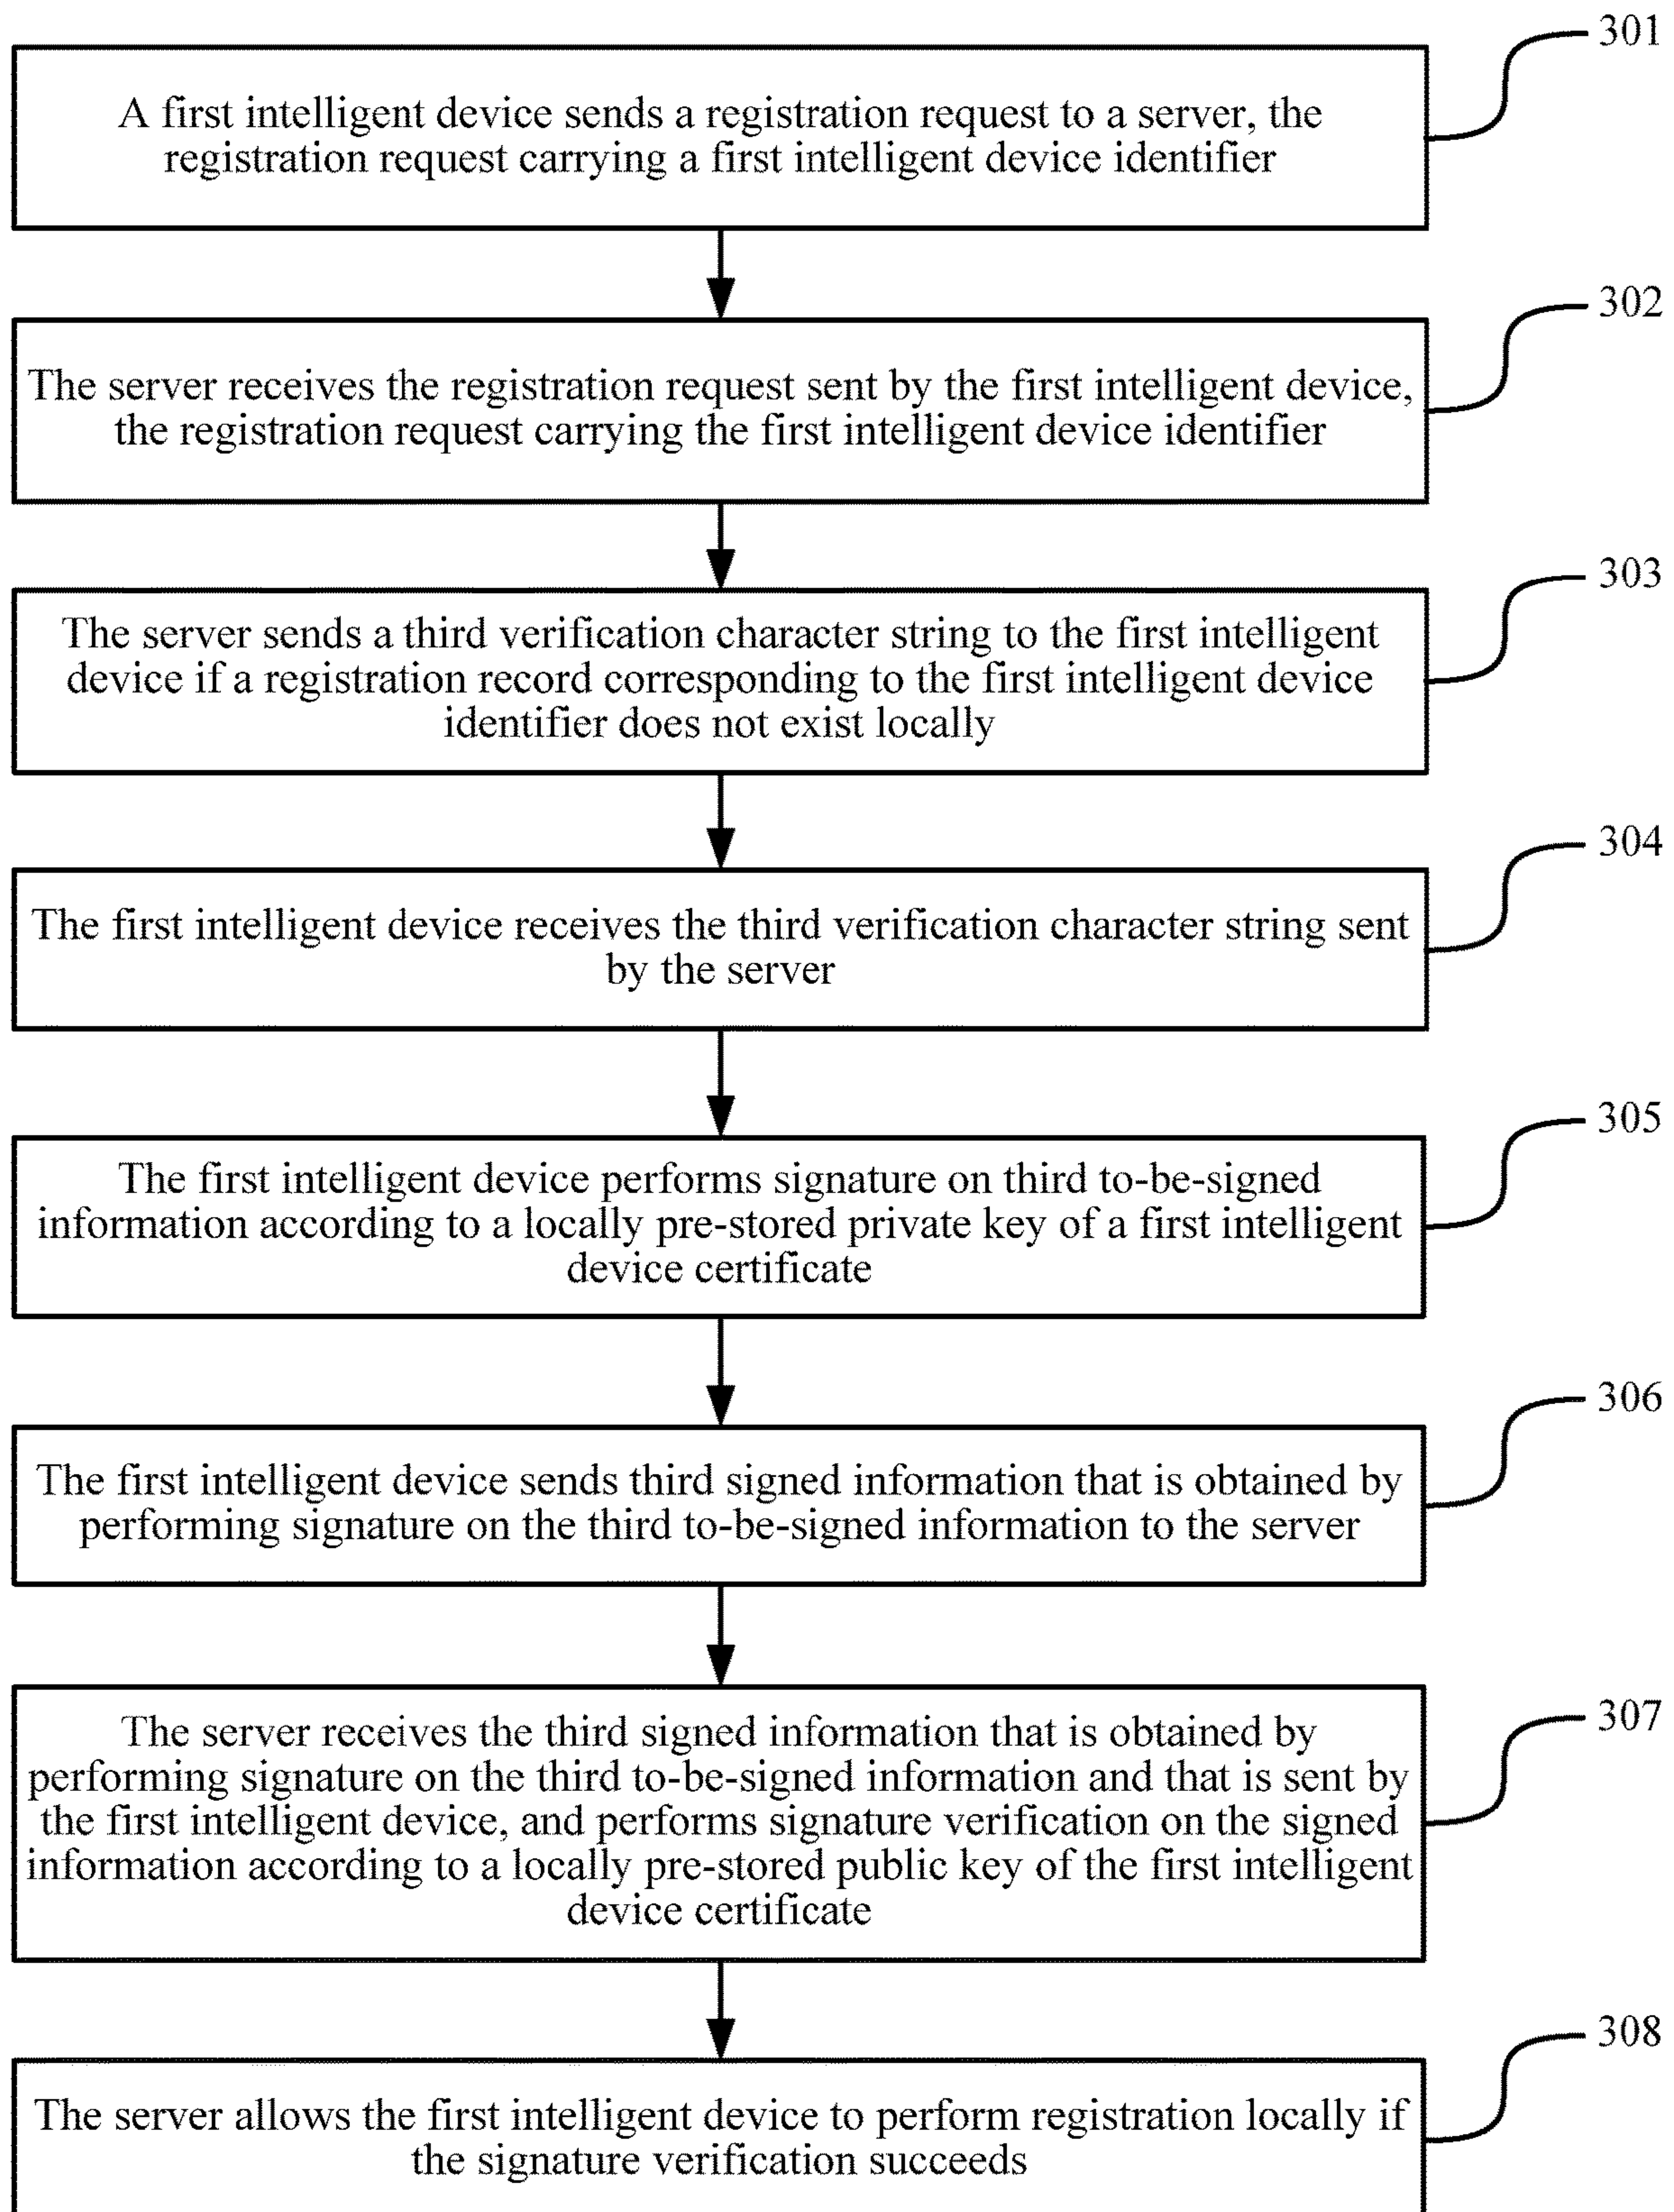 301
A first intelligent device sends a registration request to a server, the
registration request carrying a first intelligent device identifier
302
The server receives the registration request sent by the first intelligent device,
the registration request carrying the first intelligent device identifier
303
The server sends a third verification character string to the first intelligent
device if a registration record corresponding to the first intelligent device
identifier does not exist locally
304
The first intelligent device receives the third verification character string sent
by the server
305
The first intelligent device performs signature on third to-be-signed
information according to a locally pre-stored private key of a first intelligent
device certificate
306
The first intelligent device sends third signed information that is obtained by
performing signature on the third to-be-signed information to the server
307
The server receives the third signed information that is obtained by
performing signature on the third to-be-signed information and that is sent by
the first intelligent device, and performs signature verification on the signed
information according to a locally pre-stored public key of the first intelligent
device certificate
308
The server allows the first intelligent device to perform registration locally if
the signature verification succeeds